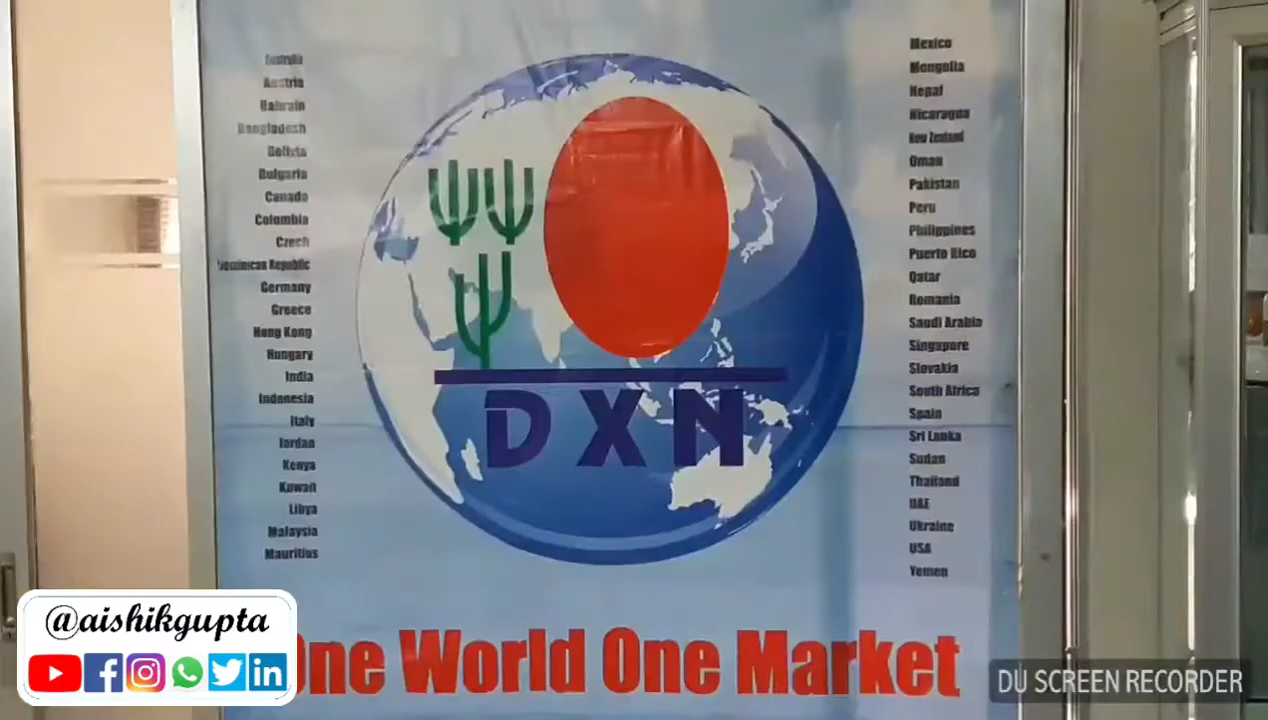 Austria
Bahrain
Bangladesh
Bolivia
Bulgaria
Canada
Colombia
Czech
Dominican Republic
Germany
Greece
Hong Kong
Hungary
India
Indonesia
Italy
Jordan
Kenya
Kuwait
Libya
Malaysia
Mauritius
DXN
Mexico
Mongolia
Nepal
Nicaragua
New Zealand
Oman
Pakistan
Peru
Philippines
Puerto Rico
Qatar
Romania
Saudi Arabia
Singapore
Slovakia
South Africa
Spain
Sri Lanka
Sudan
Thailand
UAE
Ukraine
USA
Yemen
One World One Market
@aishikgupta
DU SCREEN RECORDER